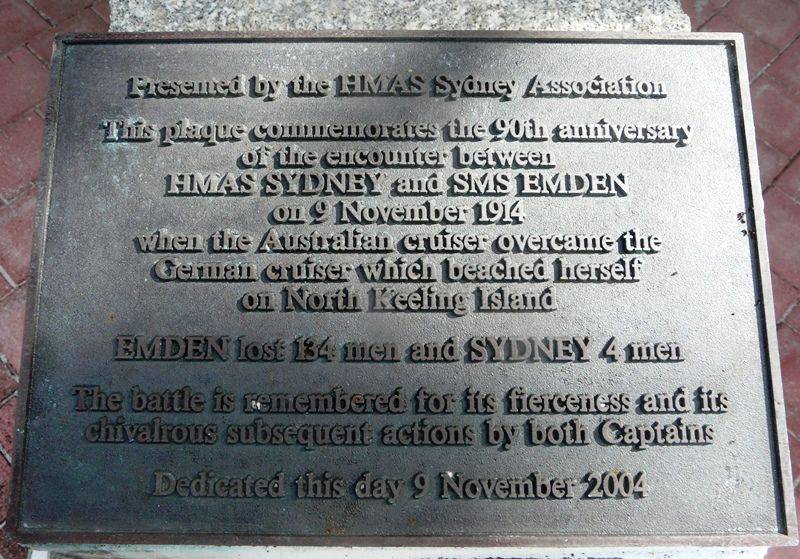 Presented by the HMAS Sydney Association
This plaque commemorates the 90th anniversary
of the encounter between
HMAS SYDNEY and SMS EMDEN
on 9 November 1914
when the Australian cruiser overcame the
German cruiser which beached herself
on North Keeling Island
EMDEN lost 134 men and SYDNEY 4 men
The battle is remembered for its fierceness and its
chivalrous subsequent actions by both Captains
Dedicated this day 9 November 2004